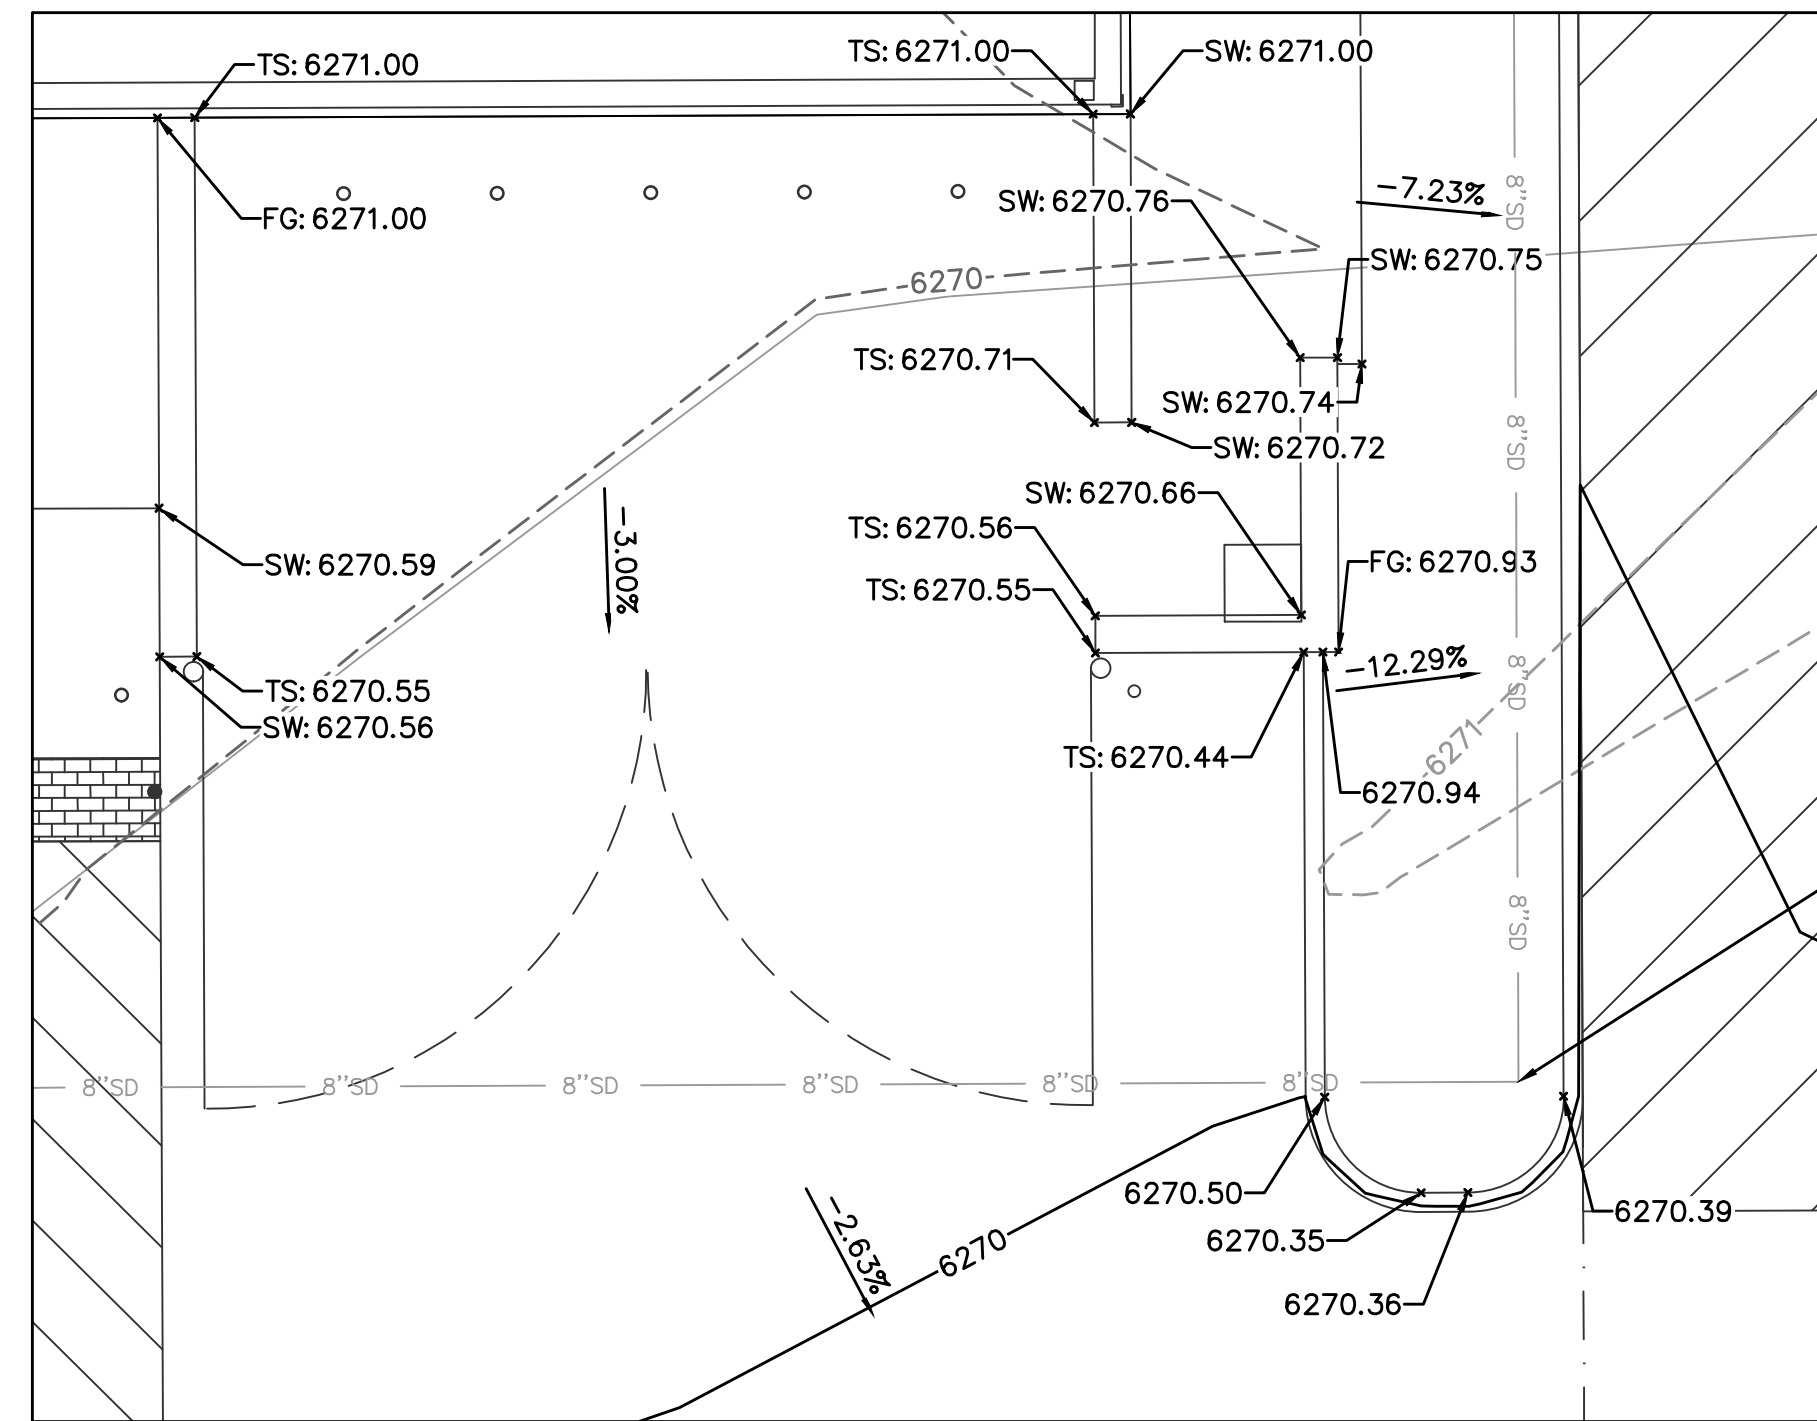 TS: 6271.00
TS: 6271.00
SW: 6271.00
FG: 6271.00
SW: 6270.76
-7.23%
8"SD
SW: 6270.75
6270
TS: 6270.71
SW: 6270.74
8"SD
SW: 6270.72
SW: 6270.66
TS: 6270.56
SW: 6270.59
-3.00%
FG: 6270.93
TS: 6270.55
-12.29%
8"SD
TS: 6270.55
SW: 6270.56
6271
TS: 6270.44
6270.94
8"SD
8"SD
8"SD
8"SD
8"SD
8"SD
8"SD
6270.50
6270.39
-2.63%
6270
6270.35
6270.36